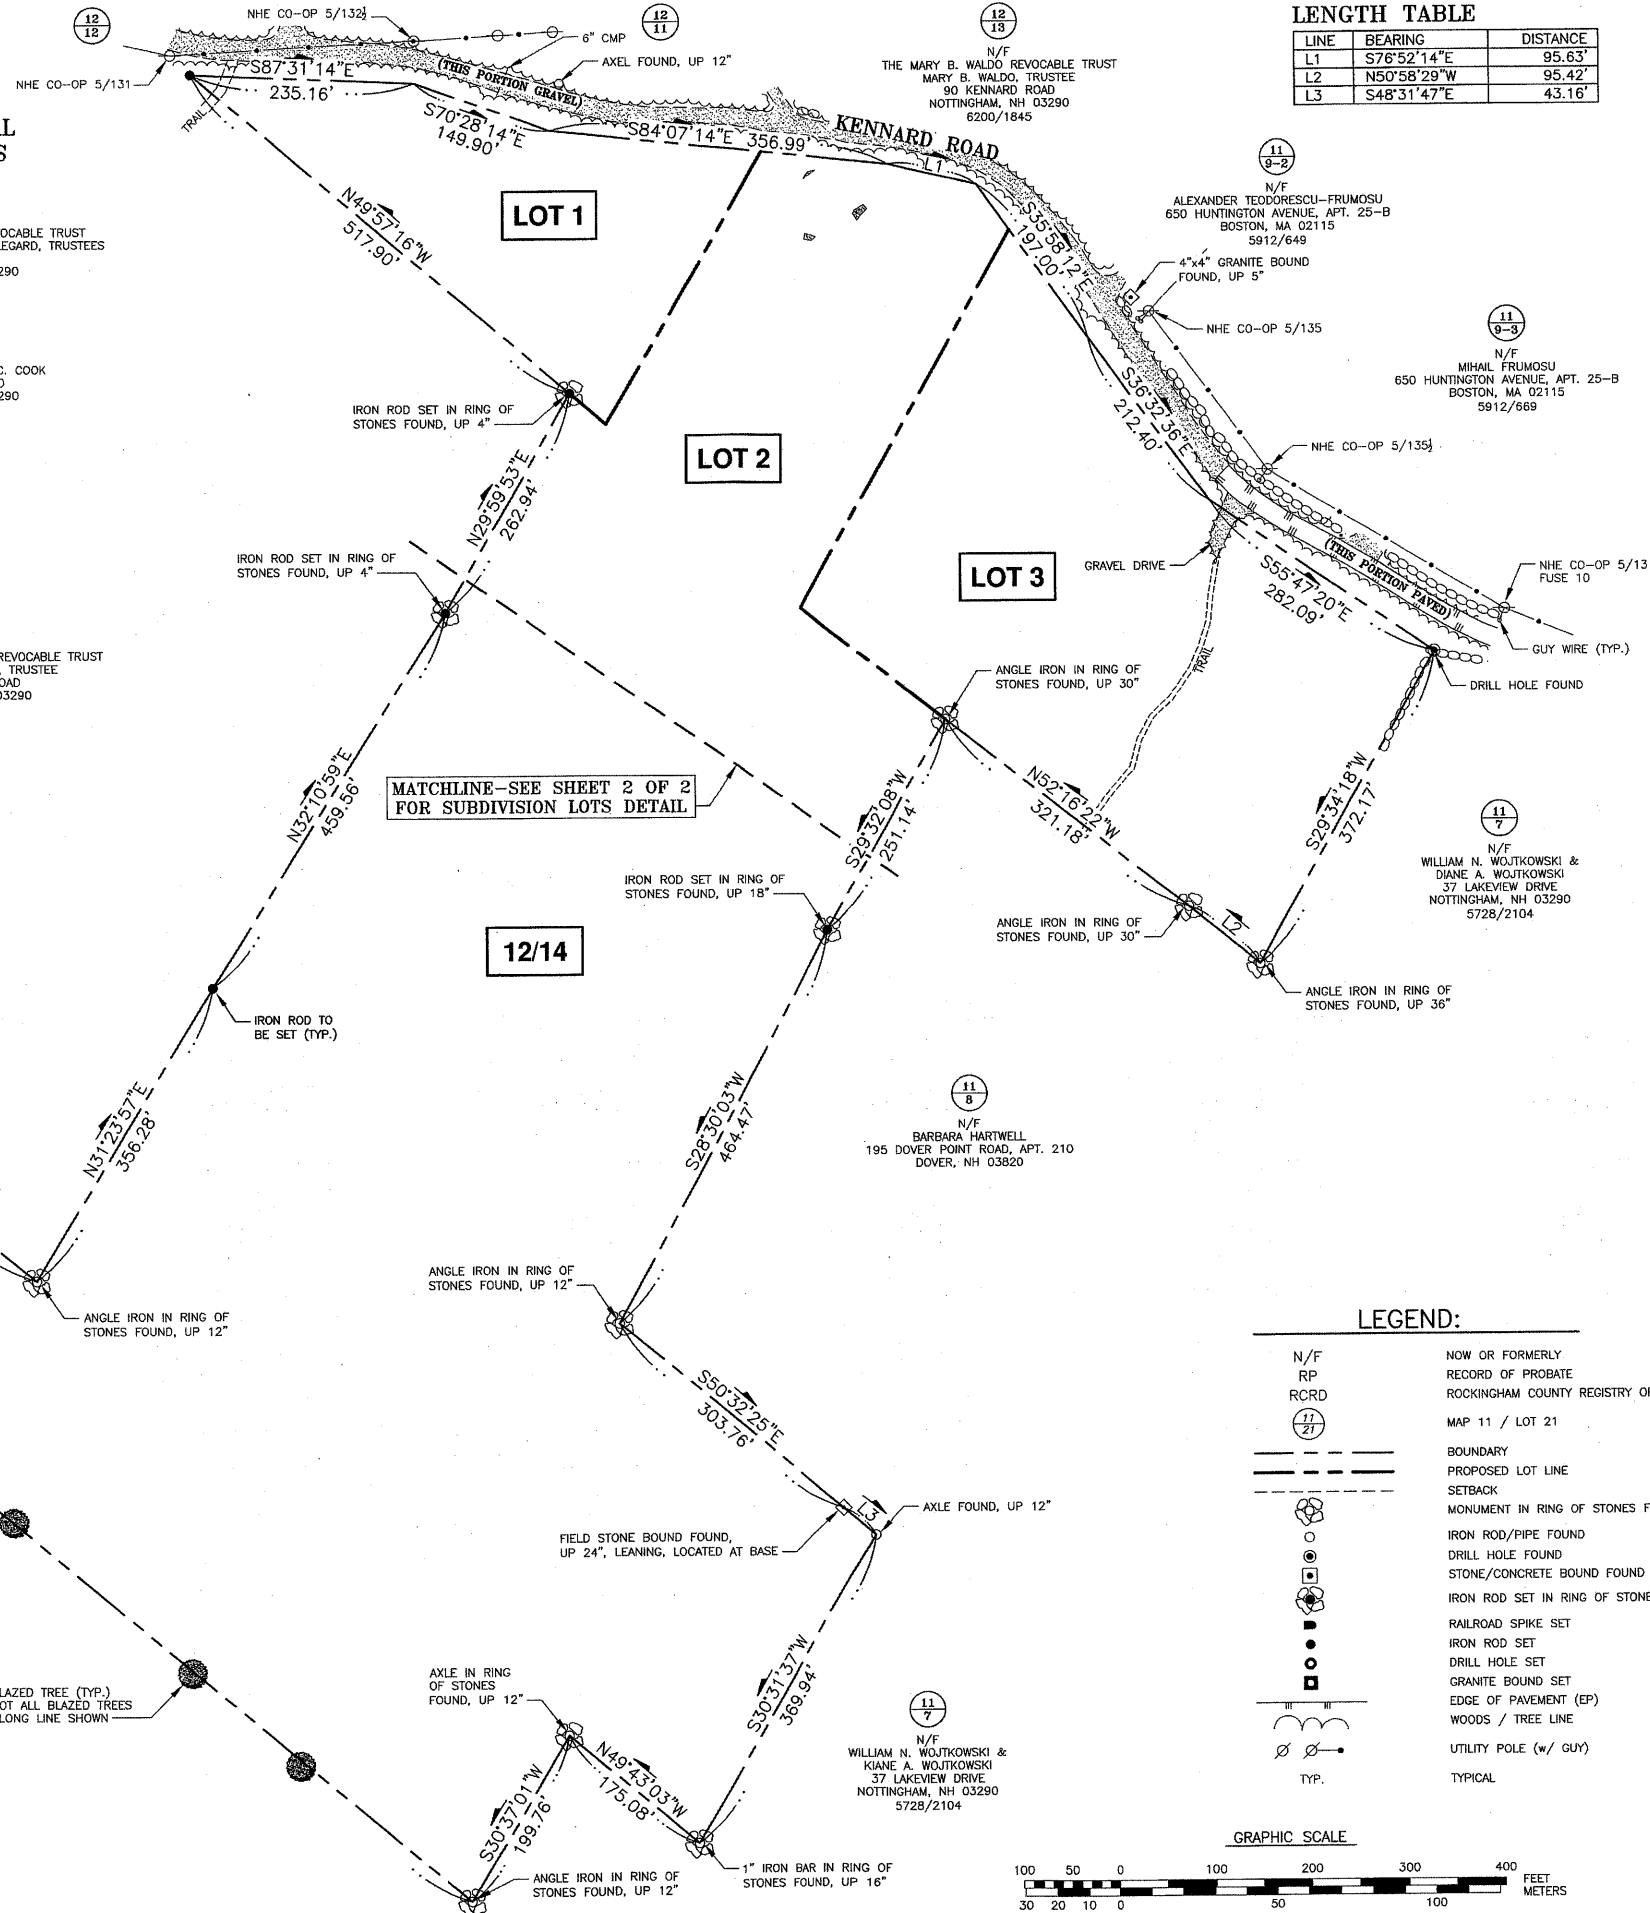 LENGTH TABLE
LINE BEARING DISTANCE
L1 S76°52'14"E 95.63'
L2 N50°58'29"W 95.42'
L3 S48°31'47"E 43.16'
12
12
NHE CO-OP 5/132½
12
11
6" CMP
AXEL FOUND, UP 12"
12
13
N/F
THE MARY B. WALDO REVOCABLE TRUST
MARY B. WALDO, TRUSTEE
90 KENNARD ROAD
NOTTINGHAM, NH 03290
6200/1845
NHE CO-OP 5/131
S87°31'14"E
235.16'
(THIS PORTION GRAVEL)
TRAIL
S70°28'14"E
149.90'
S84°07'14"E 356.99'
KENNARD ROAD
L1
11
9-2
N/F
ALEXANDER TEODORESCU-FRUMOSU
650 HUNTINGTON AVENUE, APT. 25-B
BOSTON, MA 02115
5912/649
4"x4" GRANITE BOUND
FOUND, UP 5"
NHE CO-OP 5/135
11
9-3
N/F
MIHAIL FRUMOSU
650 HUNTINGTON AVENUE, APT. 25-B
BOSTON, MA 02115
5912/669
AL
S
OCABLE TRUST
LEGARD, TRUSTEES
290
C. COOK
D
290
REVOCABLE TRUST
, TRUSTEE
OAD
03290
LOT 1
N49°57'16"W
517.90'
S35°58'12"E
197.00'
S36°32'36"E
212.40'
IRON ROD SET IN RING OF
STONES FOUND, UP 4"
LOT 2
NHE CO-OP 5/135½
N29°59'53"E
262.94'
IRON ROD SET IN RING OF
STONES FOUND, UP 4"
LOT 3
GRAVEL DRIVE
(THIS PORTION PAVED)
S55°47'20"E
282.09'
NHE CO-OP 5/13
FUSE 10
GUY WIRE (TYP.)
DRILL HOLE FOUND
TRAIL
ANGLE IRON IN RING OF
STONES FOUND, UP 30"
MATCHLINE-SEE SHEET 2 OF 2
FOR SUBDIVISION LOTS DETAIL
N32°10'59"E
459.56'
S29°32'08"W
251.14'
N52°16'22"W
321.18'
S29°34'18"W
372.17'
11
7
N/F
WILLIAM N. WOJTKOWSKI &
DIANE A. WOJTKOWSKI
37 LAKEVIEW DRIVE
NOTTINGHAM, NH 03290
5728/2104
IRON ROD SET IN RING OF
STONES FOUND, UP 18"
12/14
ANGLE IRON IN RING OF
STONES FOUND, UP 30"
L2
ANGLE IRON IN RING OF
STONES FOUND, UP 36"
IRON ROD TO
BE SET (TYP.)
N31°23'57"E
356.28'
S28°30'03"W
464.47'
11
8
N/F
BARBARA HARTWELL
195 DOVER POINT ROAD, APT. 210
DOVER, NH 03820
ANGLE IRON IN RING OF
STONES FOUND, UP 12"
ANGLE IRON IN RING OF
STONES FOUND, UP 12"
S50°32'25"E
303.76'
L3
AXLE FOUND, UP 12"
FIELD STONE BOUND FOUND,
UP 24", LEANING, LOCATED AT BASE
LAZED TREE (TYP.)
OT ALL BLAZED TREES
LONG LINE SHOWN
AXLE IN RING
OF STONES
FOUND, UP 12"
S30°31'37"W
369.94'
N49°43'03"W
175.08'
S30°37'01"W
199.76'
11
7
N/F
WILLIAM N. WOJTKOWSKI &
KIANE A. WOJTKOWSKI
37 LAKEVIEW DRIVE
NOTTINGHAM, NH 03290
5728/2104
ANGLE IRON IN RING OF
STONES FOUND, UP 12"
1" IRON BAR IN RING OF
STONES FOUND, UP 16"
LEGEND:
N/F NOW OR FORMERLY
RP RECORD OF PROBATE
RCRD ROCKINGHAM COUNTY REGISTRY OF
11
21 MAP 11 / LOT 21
BOUNDARY
PROPOSED LOT LINE
SETBACK
MONUMENT IN RING OF STONES F
IRON ROD/PIPE FOUND
DRILL HOLE FOUND
STONE/CONCRETE BOUND FOUND
IRON ROD SET IN RING OF STONE
RAILROAD SPIKE SET
IRON ROD SET
DRILL HOLE SET
GRANITE BOUND SET
EDGE OF PAVEMENT (EP)
WOODS / TREE LINE
UTILITY POLE (w/ GUY)
TYP. TYPICAL
GRAPHIC SCALE
100 50 0 100 200 300 400
FEET
METERS
30 20 10 0 50 100